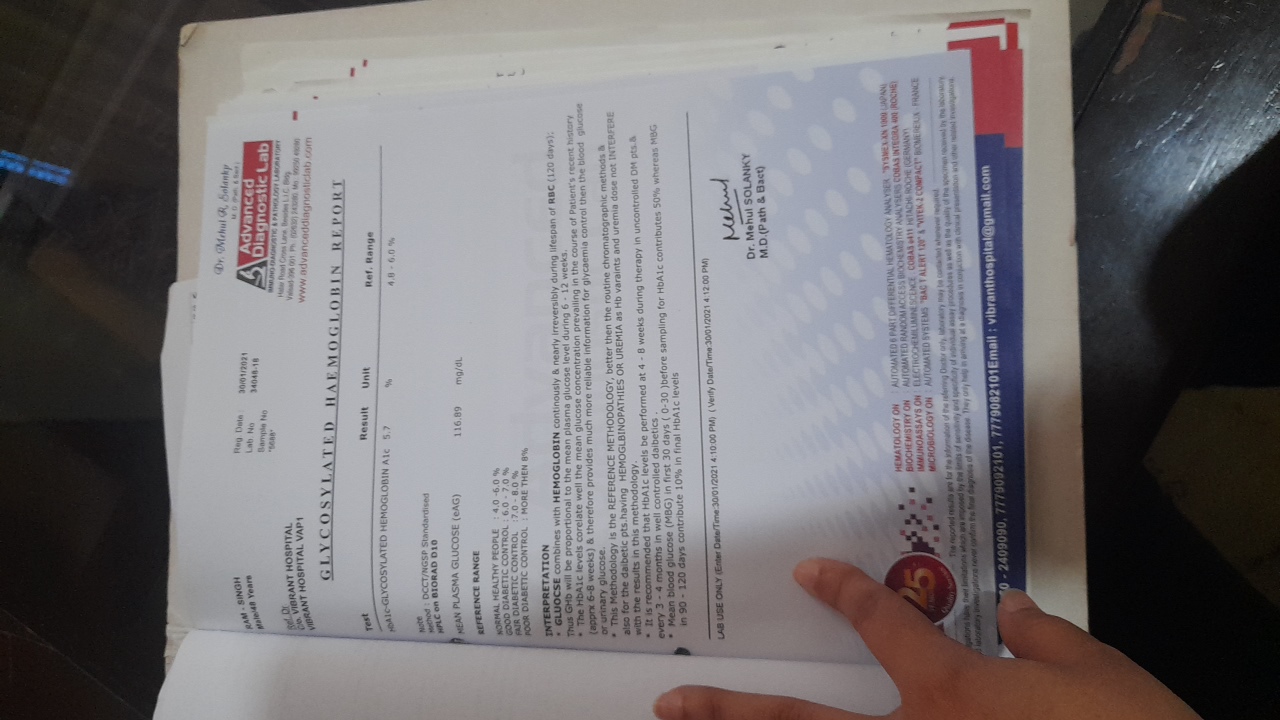 Dr. Mehul R. Solanky
M.D. (Path & Bact)
Advanced
Diagnostic Lab
IMMUNO-DIAGNOSTIC & PATHOLOGY LABORATORY
Halar Road Cross Lane, Besides L.I.C. Bldg.
Valsad-396 001. Ph.: (02632)
www.advanceddiagnosticlab.com
RAM - SINGH
Male/48 Years
Reg. Date : 30/01/2021
Lab. No 34048-18
Sample No
"5686"
Ref. Dr
C/o. VIBRANT HOSPITAL
VIBRANT HOSPITAL VAP1
GLYCOSYLATED HAEMOGLOBIN REPORT
Test Result Unit Ref. Range
HbA1c-GLYCOSYLATED HEMOGLOBIN A1c 5.7 % 4.8 - 6.0 %
Note
Method : DCCT/NGSP Standardised
HPLC on BIORAD D10
MEAN PLASMA GLUCOSE (eAG) 116.89 mg/dL
REFERENCE RANGE
NORMAL HEALTHY PEOPLE : 4.0 -6.0 %
GOOD DIABETIC CONTROL : 6.0 - 7.0 %
FAIR DIABETIC CONTROL :7.0 - 8.0 %
POOR DIABETIC CONTROL : MORE THEN 8%
Advanced
INTERPRETATION
* GLUOCSE combines with HEMOGLOBIN continously & nearly irreversibly during lifespan of RBC (120 days);
Thus GHb will be proportional to the mean plasma glucose level during 6 - 12 weeks.
* The HbA1c levels corelate well the mean glucose concentration prevailing in the course of Patient's recent history
(apprx 6-8 weeks) & therefore provides much more reliable information for glycaemia control then the blood glucose
or urinary glucose.
* This Methodology is the REFERENCE METHODOLOGY, better then the routine chromatographic methods &
also for the daibetic pts.having HEMOGLBINOPATHIES OR UREMIA as Hb varaints and uremia dose not INTERFERE
with the results in this methodology.
* It is recommended that HbA1c levels be performed at 4 - 8 weeks during therapy in uncontrolled DM pts.&
every 3 - 4 months in well controlled daibetics .
* Mean blood glucose (MBG) in first 30 days ( 0-30 )before sampling for HbA1c contributes 50% whereas MBG
in 90 - 120 days contribute 10% in final HbA1c levels
LAB USE ONLY (Enter Date/Time:30/01/2021 4:10:00 PM) ( Verify Date/Time:30/01/2021 4:12:00 PM)
Mehul
Dr. Mehul SOLANKY
M.D.(Path & Bact)
25
Quality Service
HEMATOLOGY ON : AUTOMATED 6 PART DIFFERENTIAL HEMATOLOGY ANALYSER "SYSMEX XN 1000 (JAPAN)
BIOCHEMISTRY ON : AUTOMATED RANDOM ACCESS BIOCHEMISTRY ANALYSERS COBAS INTEGRA 400 (ROCHE)
IMMUNOASSAYS ON : ELECTROCHEMILUMINESCENCE : COBAS e411 HITACHI-ROCHE (GERMANY)
MICROBIOLOGY ON : AUTOMATED SYSTEMS "BAC T ALERT 120" & "VITEK-2 COMPACT" BIOMERIEUX - FRANCE
The reported results are for the information of the referring Doctor only, laboratory may be contacted whenever required
have their limitations which are imposed by the limits of sensitivity and specificity of individual assay procedures as well as the quality of the specimen received by the laboratory
laboratory investigations never confirm the final diagnosis of the disease. They only help in arriving at a diagnosis in conjuction with clinical presentation and other related investigations.
0 - 2409090, 7779092101, 7779082101Email : vibranthospital@gmail.com